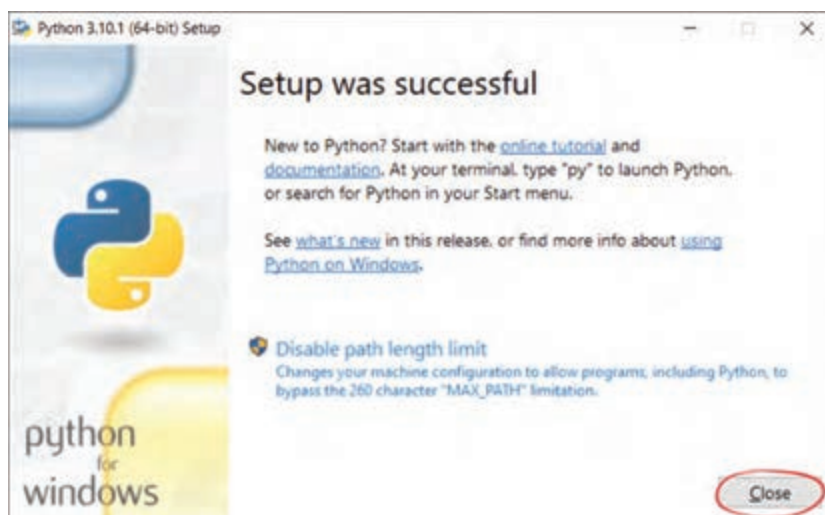 Python 3.10.1 (64-bit) Setup
Setup was successful
New to Python? Start with the online tutorial and
documentation. At your terminal, type "py" to launch Python,
or search for Python in your Start menu.
See what's new in this release, or find more info about using
Python on Windows.
Disable path length limit
Changes your machine configuration to allow programs, including Python, to
bypass the 260 character "MAX_PATH" limitation.
python
for
windows
Close